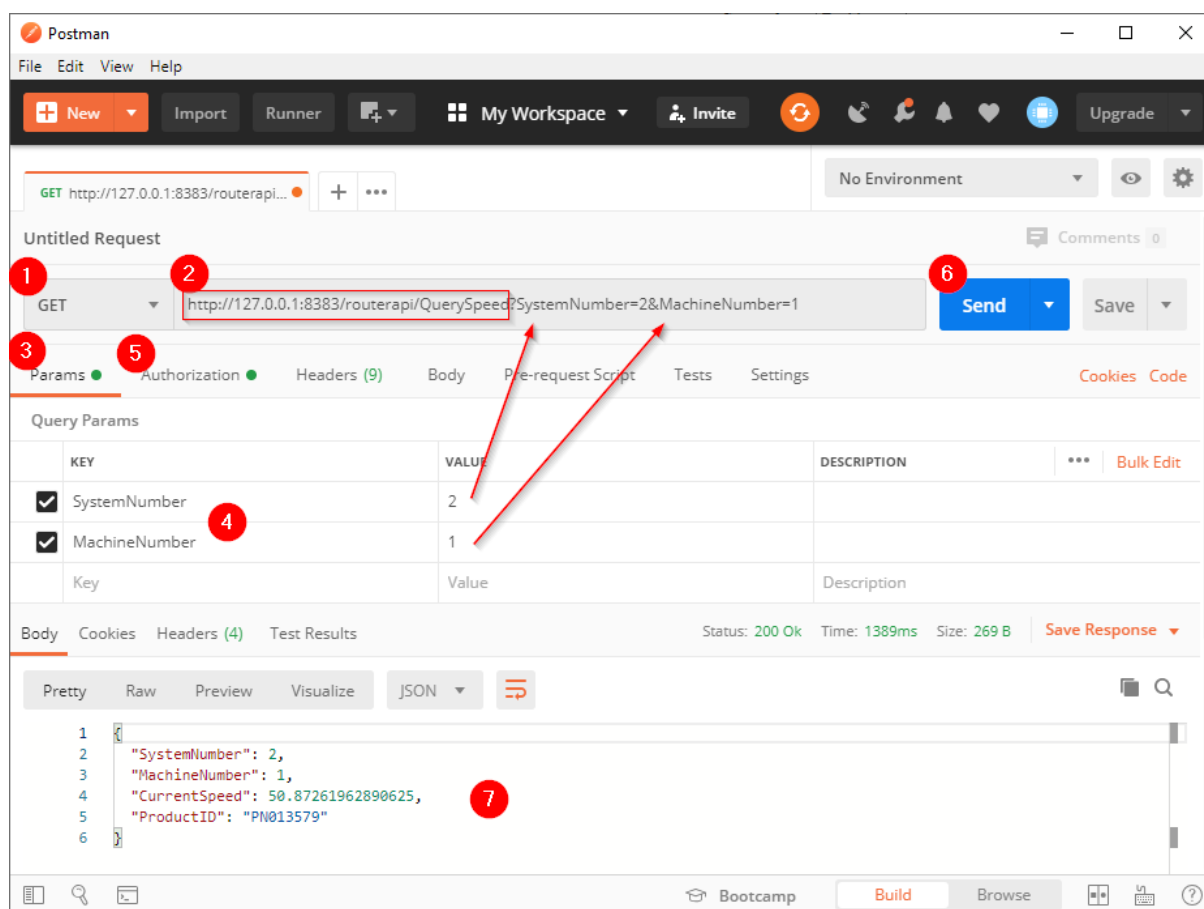 Postman
File Edit View Help
New Import Runner My Workspace Invite Upgrade
GET http://127.0.0.1:8383/routerapi... No Environment
Untitled Request Comments 0
1 2 6
GET http://127.0.0.1:8383/routerapi/QuerySpeed?SystemNumber=2&MachineNumber=1 Send Save
3 5
Params Authorization Headers (9) Body Pre-request Script Tests Settings Cookies Code
Query Params
KEY VALUE DESCRIPTION ••• Bulk Edit
SystemNumber 2
4
MachineNumber 1
Key Value Description
Body Cookies Headers (4) Test Results Status: 200 Ok Time: 1389ms Size: 269 B Save Response
Pretty Raw Preview Visualize JSON
1 {
2 "SystemNumber": 2,
3 "MachineNumber": 1,
4 "CurrentSpeed": 50.87261962890625, 7
5 "ProductID": "PN013579"
6 }
Bootcamp Build Browse